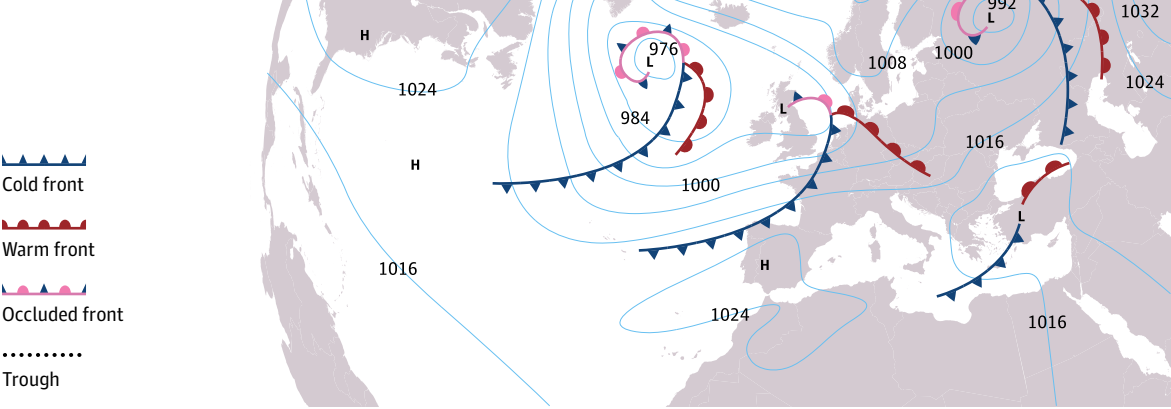 992
L
1032
H
976
L
1000
1008
1024
1024
L
984
1016
H
Cold front
1000
L
Warm front
1016
H
Occluded front
1024
1016
Trough